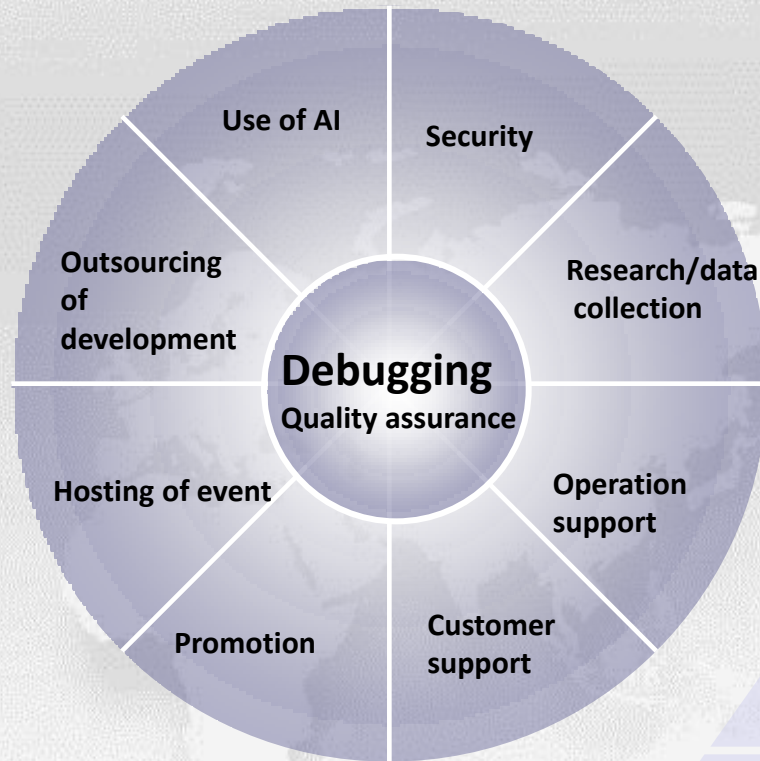 Use of AI
Security
Outsourcing
of
development
Research/data
collection
Debugging
Quality assurance
Hosting of event
Operation
support
Promotion
Customer
support